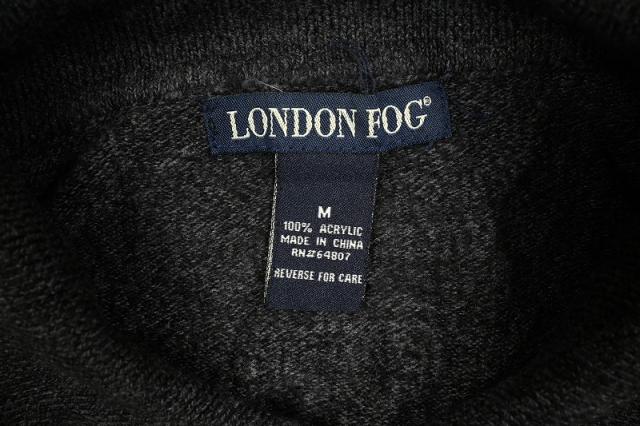 LONDON FOG®
M
100% ACRYLIC
MADE IN CHINA
RN#64807
REVERSE FOR CARE